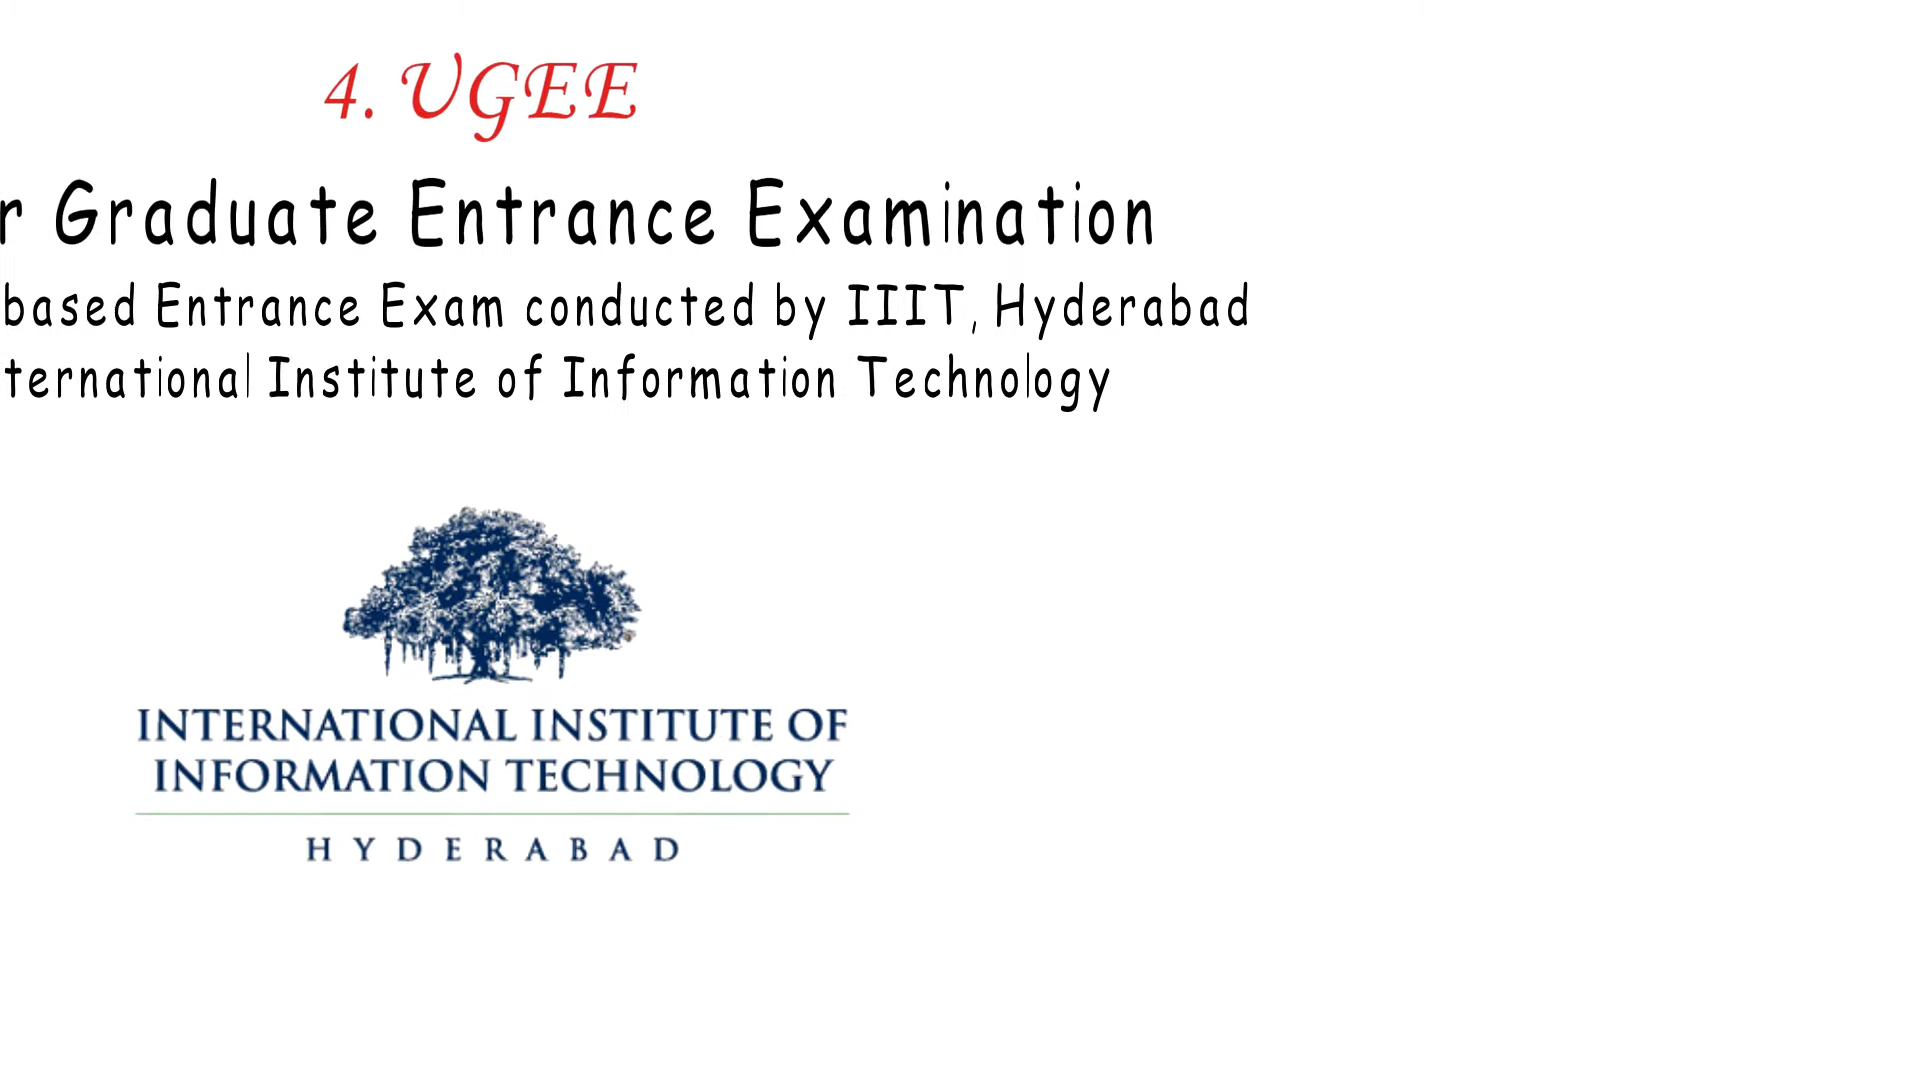 4. UGEE
r Graduate Entrance Examination
based Entrance Exam conducted by IIIT, Hyderabad
ternational Institute of Information Technology
INTERNATIONAL INSTITUTE OF
INFORMATION TECHNOLOGY
HYDERABAD